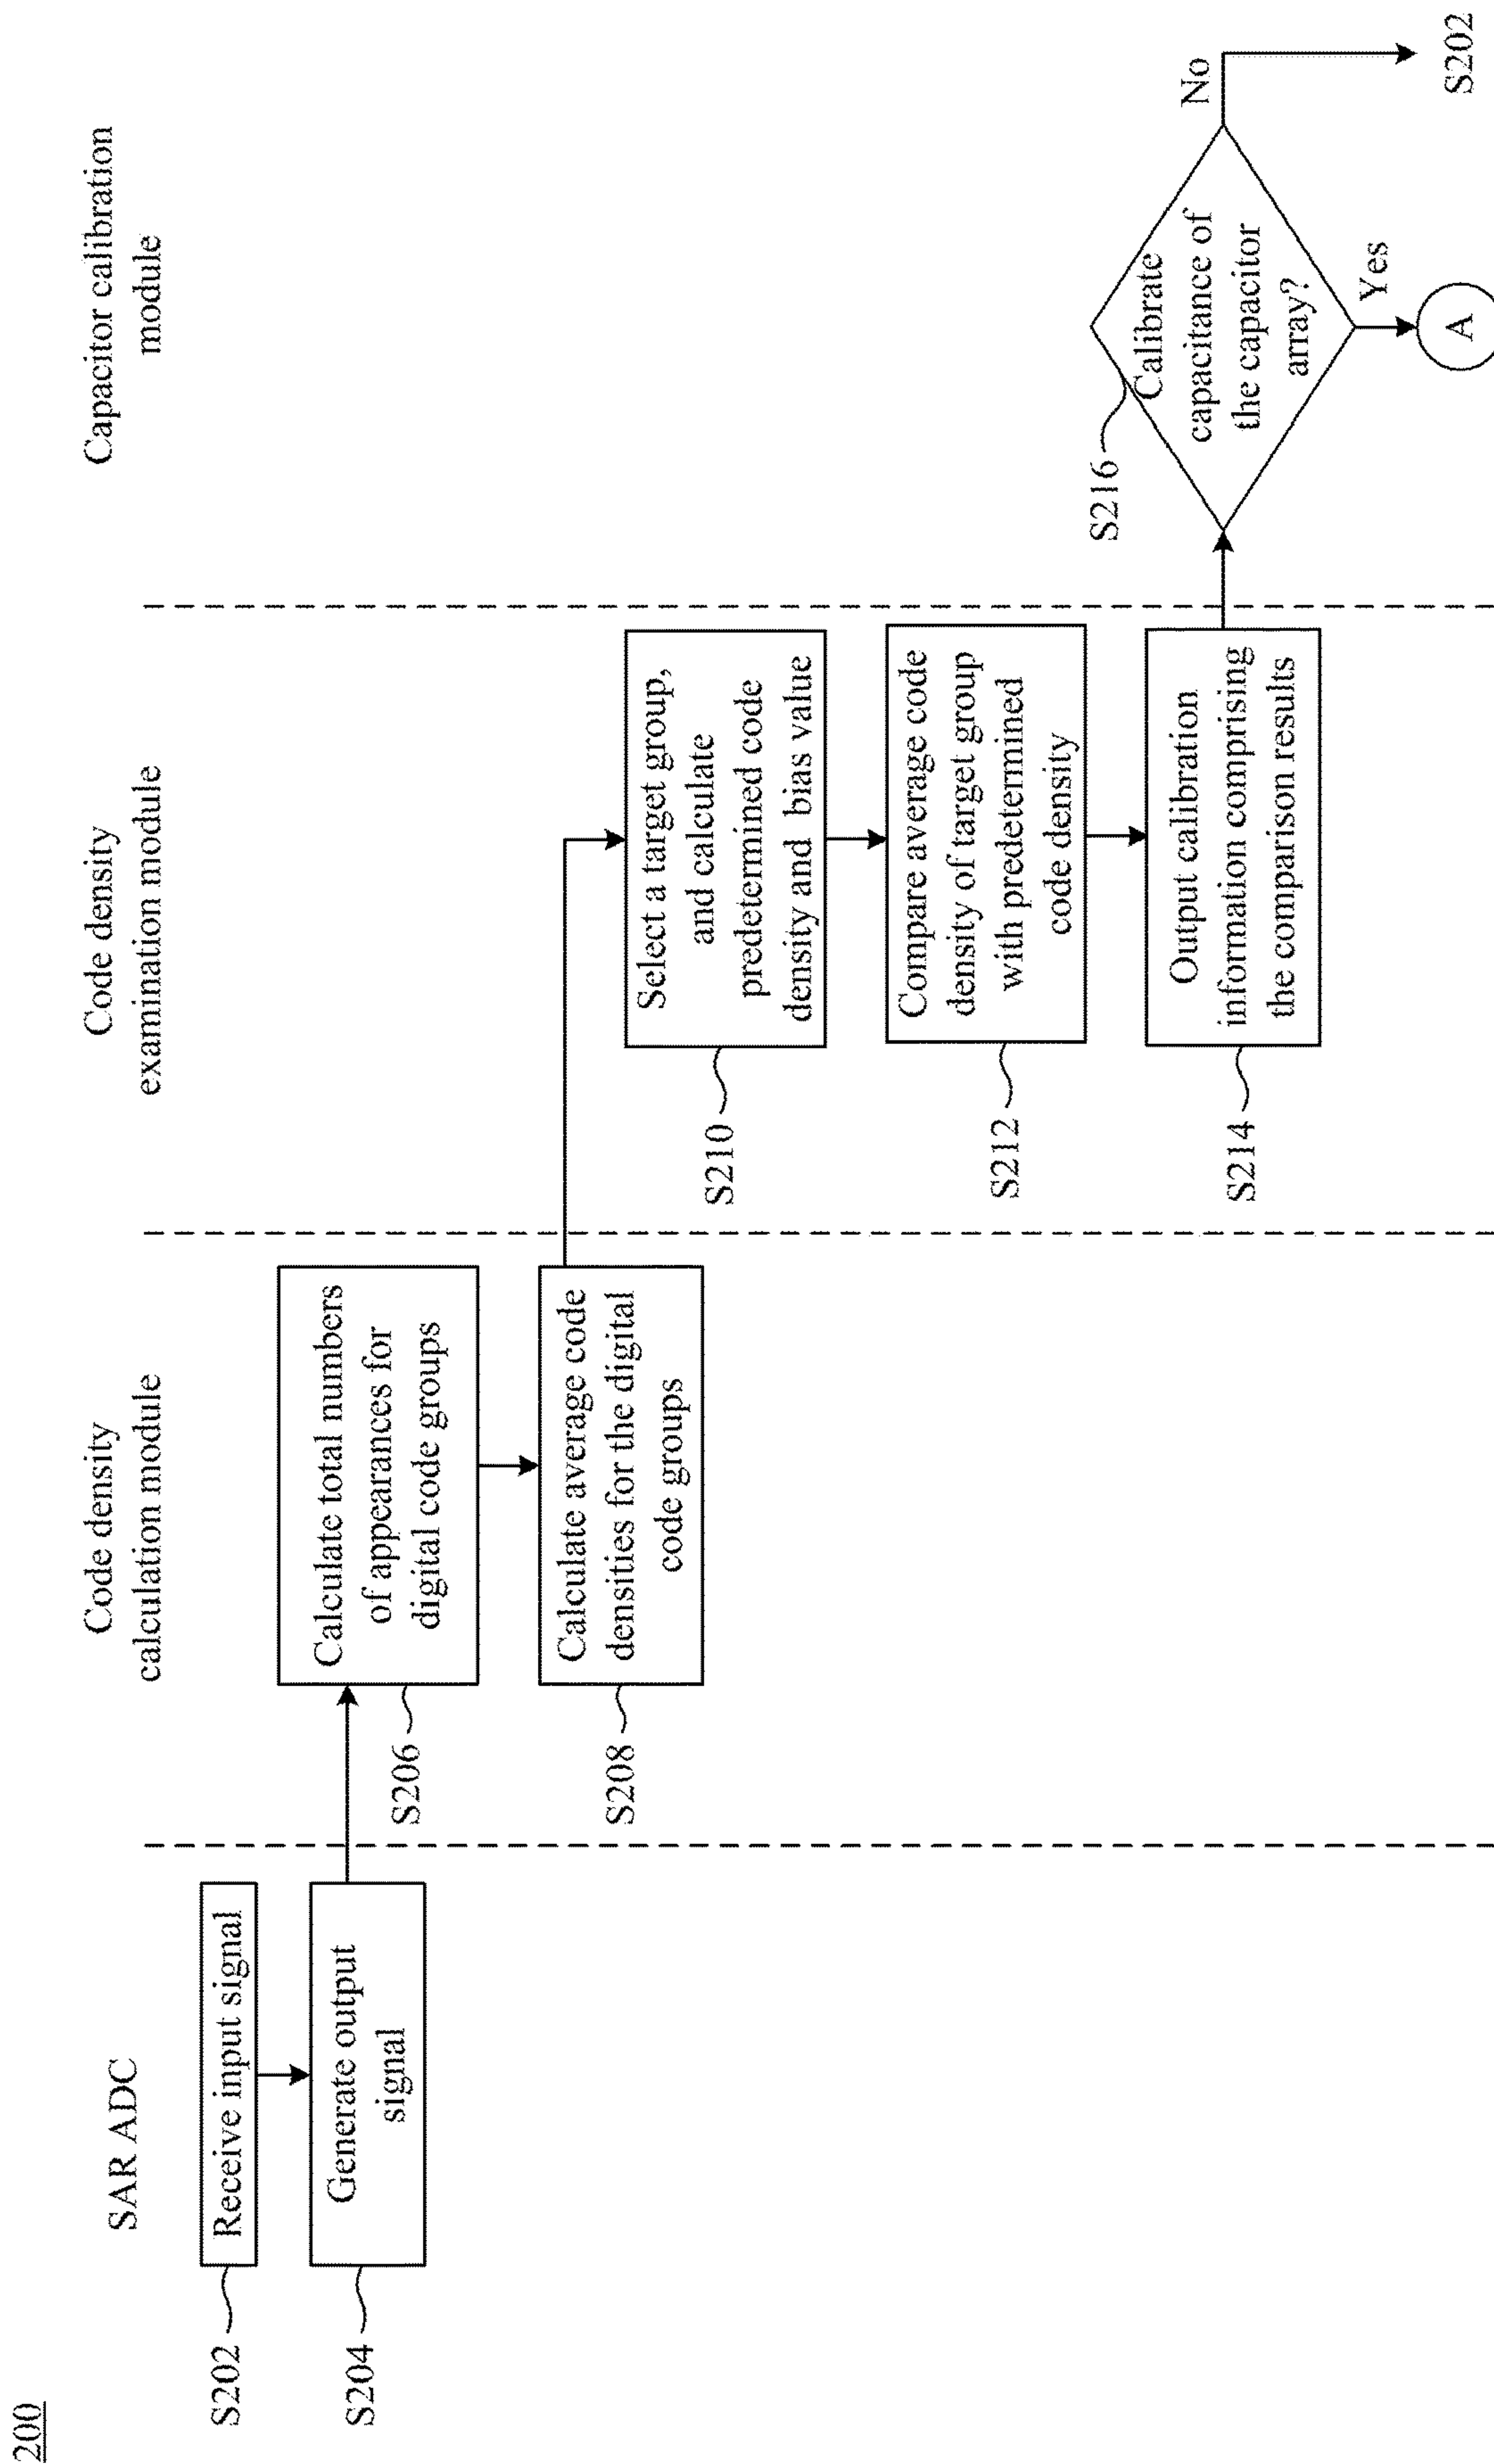 200
SAR ADC
Code density
calculation module
Code density
examination module
Capacitor calibration
module
S202
Receive input signal
S204
Generate output
signal
S206
Calculate total numbers
of appearances for
digital code groups
S208
Calculate average code
densities for the digital
code groups
S210
Select a target group,
and calculate
predetermined code
density and bias value
S212
Compare average code
density of target group
with predetermined
code density
S214
Output calibration
information comprising
the comparison results
S216
Calibrate
capacitance of
the capacitor
array?
No
S202
Yes
A